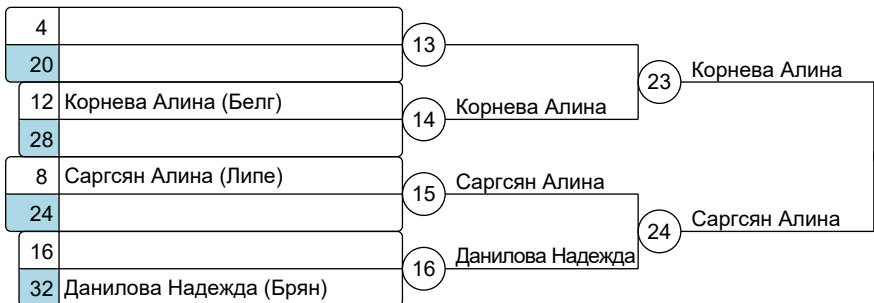 4
13
20
23 Корнева Алина
12 Корнева Алина (Белг)
14 Корнева Алина
28
8 Саргсян Алина (Липе)
15 Саргсян Алина
24
24 Саргсян Алина
16
16 Данилова Надежда
32 Данилова Надежда (Брян)